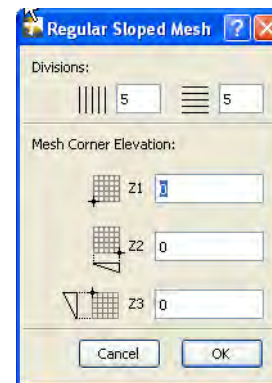 Regular Sloped Mesh
Divisions:
5 5
Mesh Corner Elevation:
Z1 0
Z2 0
Z3 0
Cancel OK